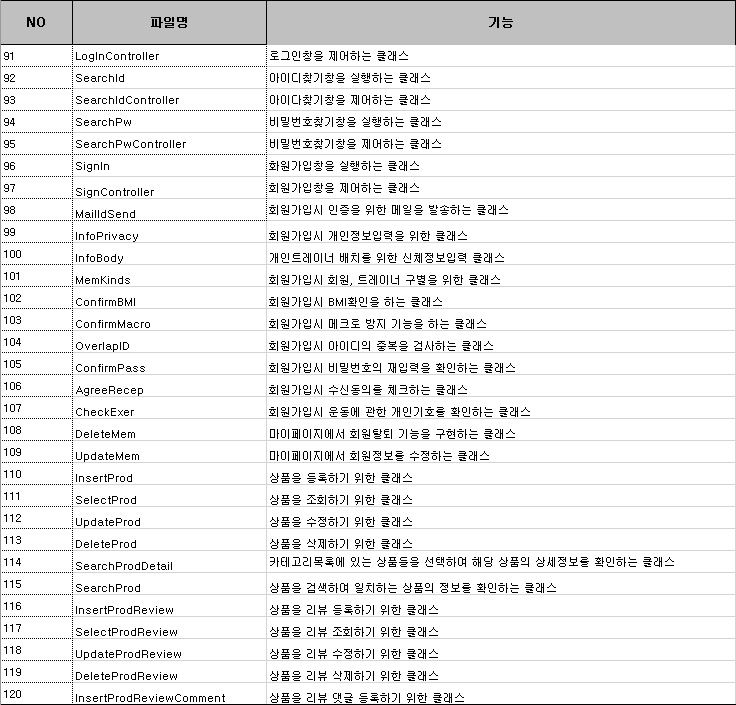 NO 파일명 기능
91 LogInController 로그인창을 제어하는 클래스
92 SearchId 아이디찾기창을 실행하는 클래스
93 SearchIdController 아이디찾기창을 제어하는 클래스
94 SearchPw 비밀번호찾기창을 실행하는 클래스
95 SearchPwController 비밀번호찾기창을 제어하는 클래스
96 SignIn 회원가입창을 실행하는 클래스
97 SignController 회원가입창을 제어하는 클래스
98 MailIdSend 회원가입시 인증을 위한 메일을 발송하는 클래스
99 InfoPrivacy 회원가입시 개인정보입력을 위한 클래스
100 InfoBody 개인트레이너 배치를 위한 신체정보입력 클래스
101 MemKinds 회원가입시 회원, 트레이너 구별을 위한 클래스
102 ConfirmBMI 회원가입시 BMI확인을 하는 클래스
103 ConfirmMacro 회원가입시 메크로 방지 기능을 하는 클래스
104 OverlapID 회원가입시 아이디의 중복을 검사하는 클래스
105 ConfirmPass 회원가입시 비밀번호의 재입력을 확인하는 클래스
106 AgreeRecep 회원가입시 수신동의를 체크하는 클래스
107 CheckExer 회원가입시 운동에 관한 개인기호를 확인하는 클래스
108 DeleteMem 마이페이지에서 회원탈퇴 기능을 구현하는 클래스
109 UpdateMem 마이페이지에서 회원정보를 수정하는 클래스
110 InsertProd 상품을 등록하기 위한 클래스
111 SelectProd 상품을 조회하기 위한 클래스
112 UpdateProd 상품을 수정하기 위한 클래스
113 DeleteProd 상품을 삭제하기 위한 클래스
114 SearchProdDetail 카테고리목록에 있는 상품등을 선택하여 해당 상품의 상세정보를 확인하는 클래스
115 SearchProd 상품을 검색하여 일치하는 상품의 정보를 확인하는 클래스
116 InsertProdReview 상품을 리뷰 등록하기 위한 클래스
117 SelectProdReview 상품을 리뷰 조회하기 위한 클래스
118 UpdateProdReview 상품을 리뷰 수정하기 위한 클래스
119 DeleteProdReview 상품을 리뷰 삭제하기 위한 클래스
120 InsertProdReviewComment 상품을 리뷰 댓글 등록하기 위한 클래스